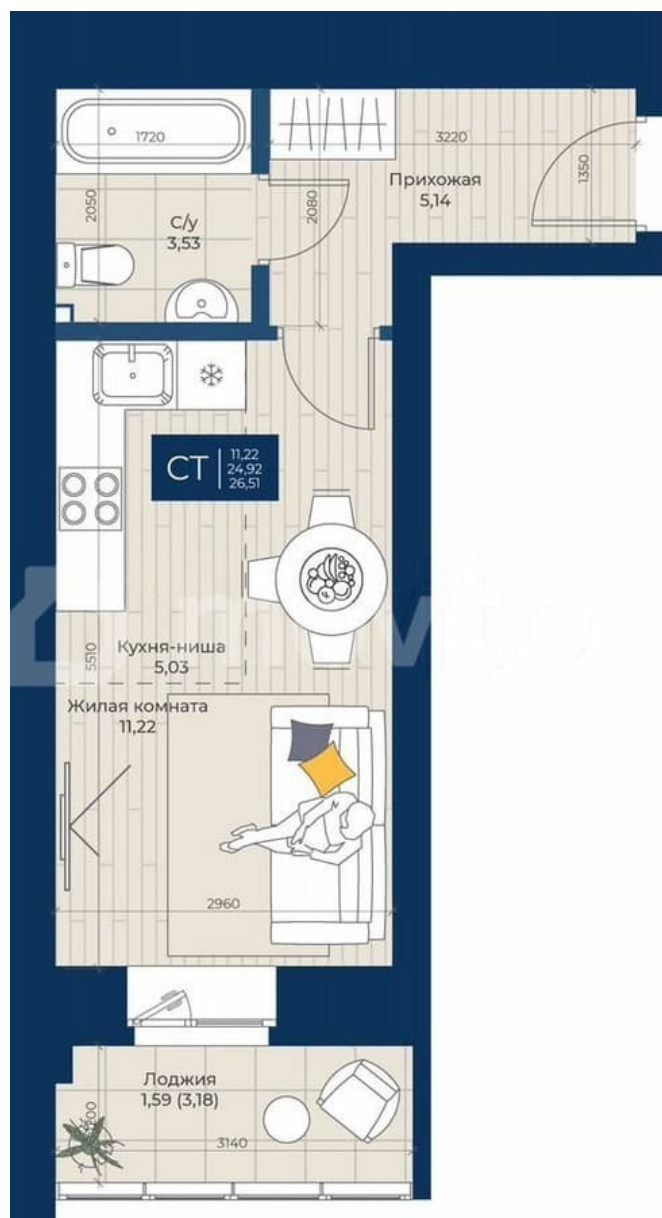 1720
3220
2050
С/у
3,53
2080
Прихожая
5,14
1350
СТ
11,22
24,92
26,51
Кухня-ниша
5,03
5510
Жилая комната
11,22
2960
Лоджия
1,59 (3,18)
3140